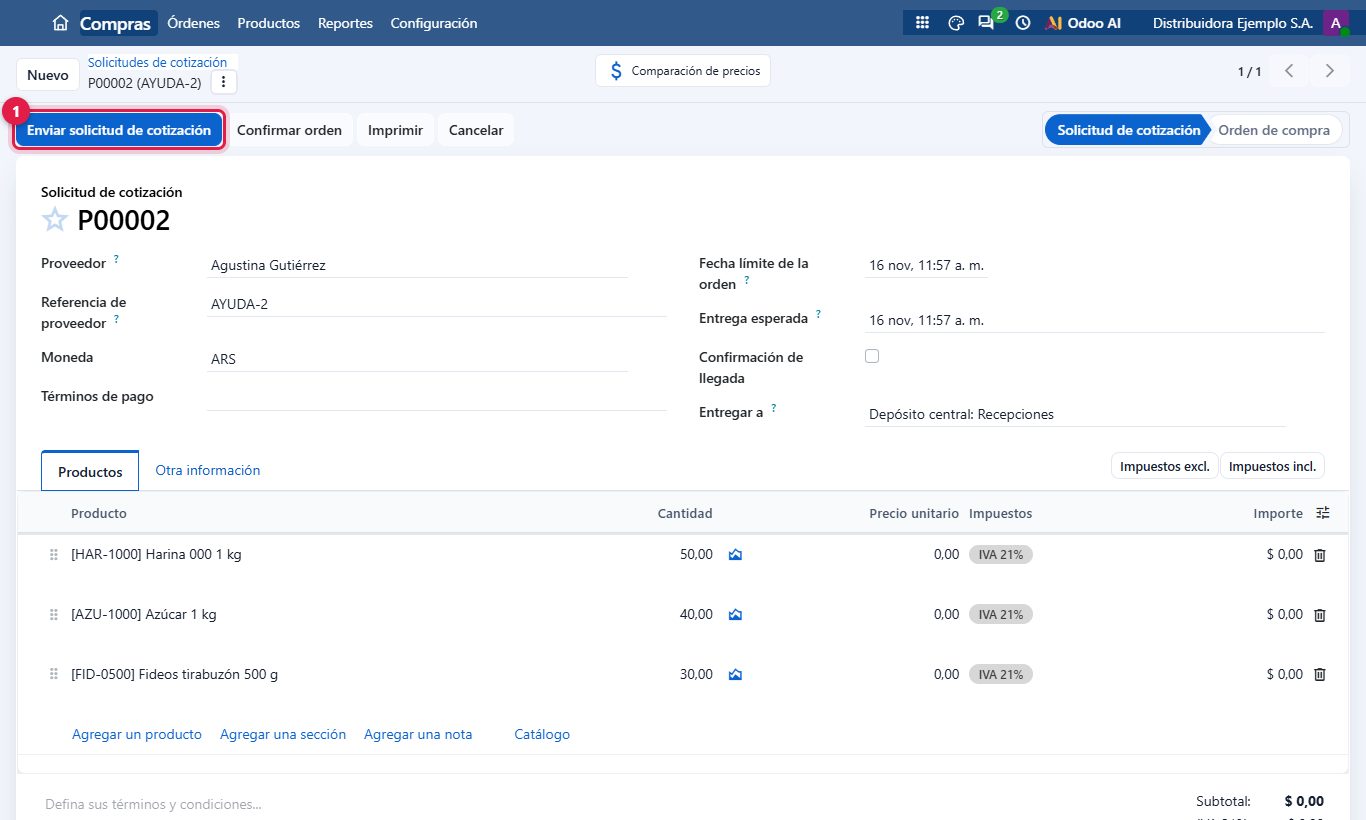 Compras Órdenes Productos Reportes Configuración 2 Odoo AI Distribuidora Ejemplo S.A. A
Nuevo
Solicitudes de cotización
P00002 (AYUDA-2)
Comparación de precios
1 / 1
1
Enviar solicitud de cotización Confirmar orden Imprimir Cancelar Solicitud de cotización Orden de compra
Solicitud de cotización
P00002
Proveedor ? Agustina Gutiérrez
Referencia de proveedor ? AYUDA-2
Moneda ARS
Términos de pago
Fecha límite de la orden ? 16 nov, 11:57 a. m.
Entrega esperada ? 16 nov, 11:57 a. m.
Confirmación de llegada
Entregar a ? Depósito central: Recepciones
Productos Otra información Impuestos excl. Impuestos incl.
Producto Cantidad Precio unitario Impuestos Importe
[HAR-1000] Harina 000 1 kg 50,00 0,00 IVA 21% $ 0,00
[AZU-1000] Azúcar 1 kg 40,00 0,00 IVA 21% $ 0,00
[FID-0500] Fideos tirabuzón 500 g 30,00 0,00 IVA 21% $ 0,00
Agregar un producto Agregar una sección Agregar una nota Catálogo
Defina sus términos y condiciones...
Subtotal: $ 0,00